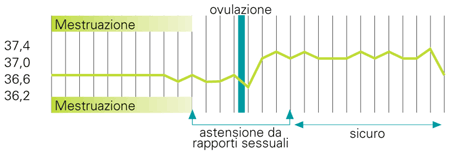 ovulazione
Mestruazione
37,4
37,0
36,6
36,2
Mestruazione
astensione da
rapporti sessuali
sicuro